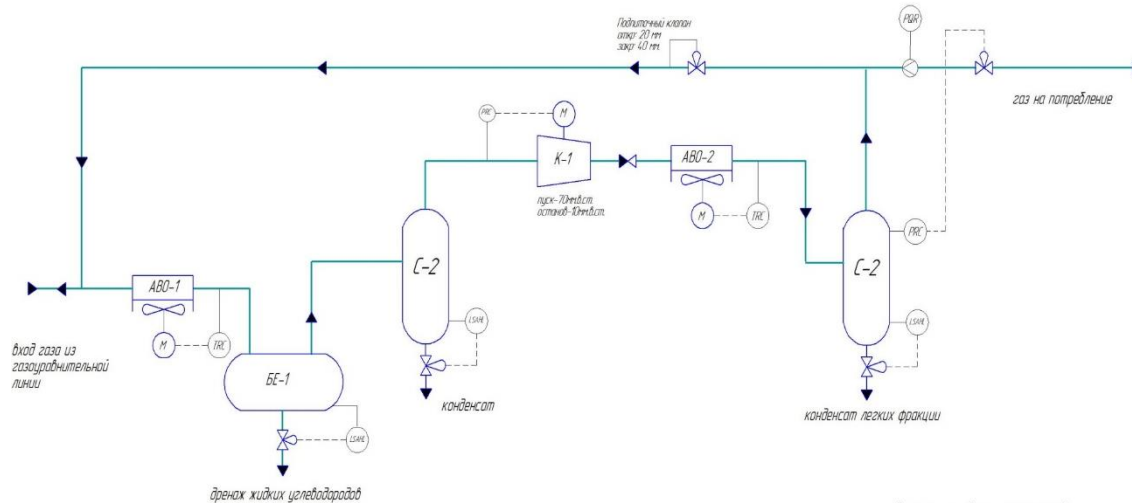 Подпиточный клапан
откр- 20 мм
закр- 40 мм.
PQR
газ на потребление
PRC
M
К-1
пуск-70мм.в.ст.
останов-10мм.в.ст.
АВО-2
M
TRC
С-2
LSAHL
конденсат
С-2
PRC
LSAHL
конденсат легких фракции
АВО-1
M
TRC
вход газа из
газоуравнительной
линии
БЕ-1
LSAHL
дренаж жидких углеводородов